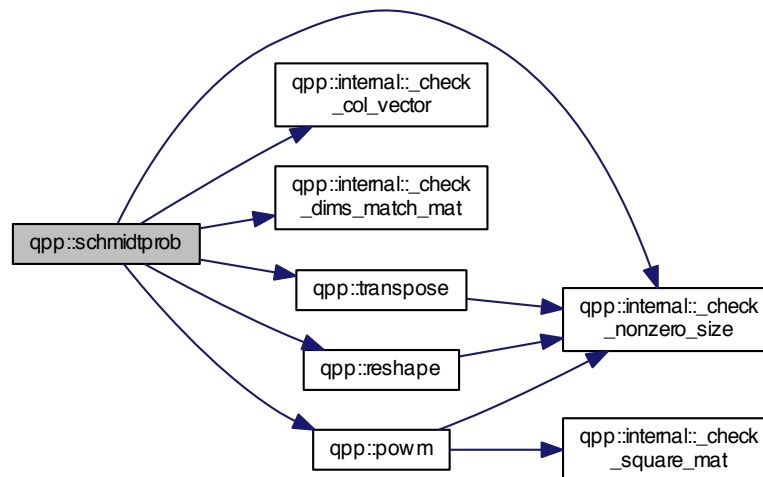 qpp::internal::_check
_col_vector
qpp::internal::_check
_dims_match_mat
qpp::schmidtprob
qpp::transpose
qpp::internal::_check
_nonzero_size
qpp::reshape
qpp::powm
qpp::internal::_check
_square_mat